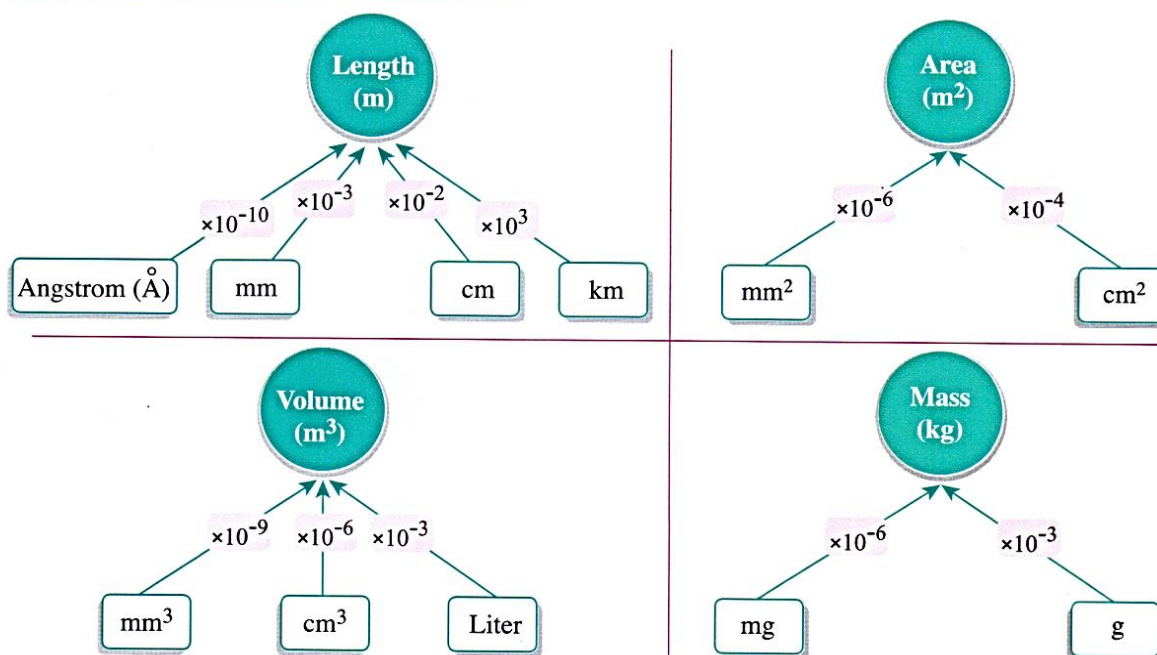 Length
(m)
×10⁻¹⁰
×10⁻³
×10⁻²
×10³
Angstrom (Å)
mm
cm
km
Area
(m²)
×10⁻⁶
×10⁻⁴
mm²
cm²
Volume
(m³)
×10⁻⁹
×10⁻⁶
×10⁻³
mm³
cm³
Liter
Mass
(kg)
×10⁻⁶
×10⁻³
mg
g